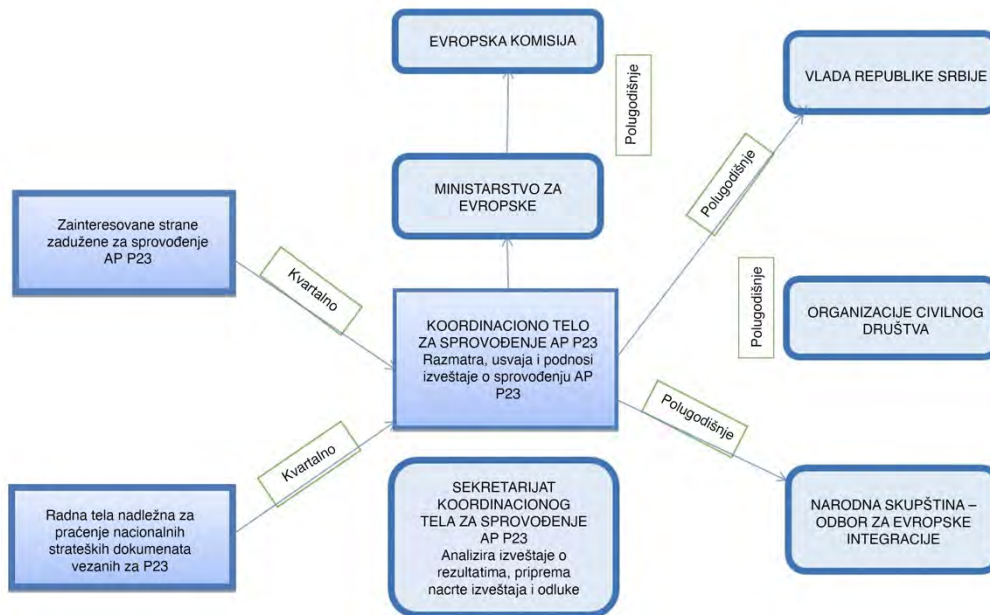 EVROPSKA KOMISIJA
Polugodišnje
VLADA REPUBLIKE SRBIJE
MINISTARSTVO ZA
EVROPSKE
Polugodišnje
Zainteresovane strane
zadužene za sprovođenje
AP P23
Kvartalno
KOORDINACIONO TELO
ZA SPROVOĐENJE AP P23
Razmatra, usvaja i podnosi
izveštaje o sprovođenju AP
P23
Polugodišnje
ORGANIZACIJE CIVILNOG
DRUŠTVA
Polugodišnje
Kvartalno
Radna tela nadležna za
praćenje nacionalnih
strateških dokumenata
vezanih za P23
SEKRETARIJAT
KOORDINACIONOG
TELA ZA SPROVOĐENJE
AP P23
Analizira izveštaje o
rezultatima, priprema
nacrte izveštaja i odluke
NARODNA SKUPŠTINA –
ODBOR ZA EVROPSKE
INTEGRACIJE